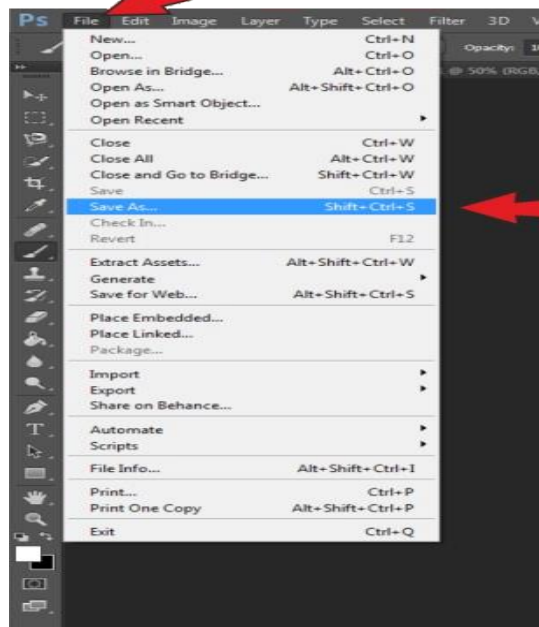 Ps File Edit Image Layer Type Select Filter 3D
Opacity:
@ 50% (RGB
New... Ctrl+N
Open... Ctrl+O
Browse in Bridge... Alt+Ctrl+O
Open As... Alt+Shift+Ctrl+O
Open as Smart Object...
Open Recent
Close Ctrl+W
Close All Alt+Ctrl+W
Close and Go to Bridge... Shift+Ctrl+W
Save Ctrl+S
Save As... Shift+Ctrl+S
Check In...
Revert F12
Extract Assets... Alt+Shift+Ctrl+W
Generate
Save for Web... Alt+Shift+Ctrl+S
Place Embedded...
Place Linked...
Package...
Import
Export
Share on Behance...
Automate
Scripts
File Info... Alt+Shift+Ctrl+I
Print... Ctrl+P
Print One Copy Alt+Shift+Ctrl+P
Exit Ctrl+Q